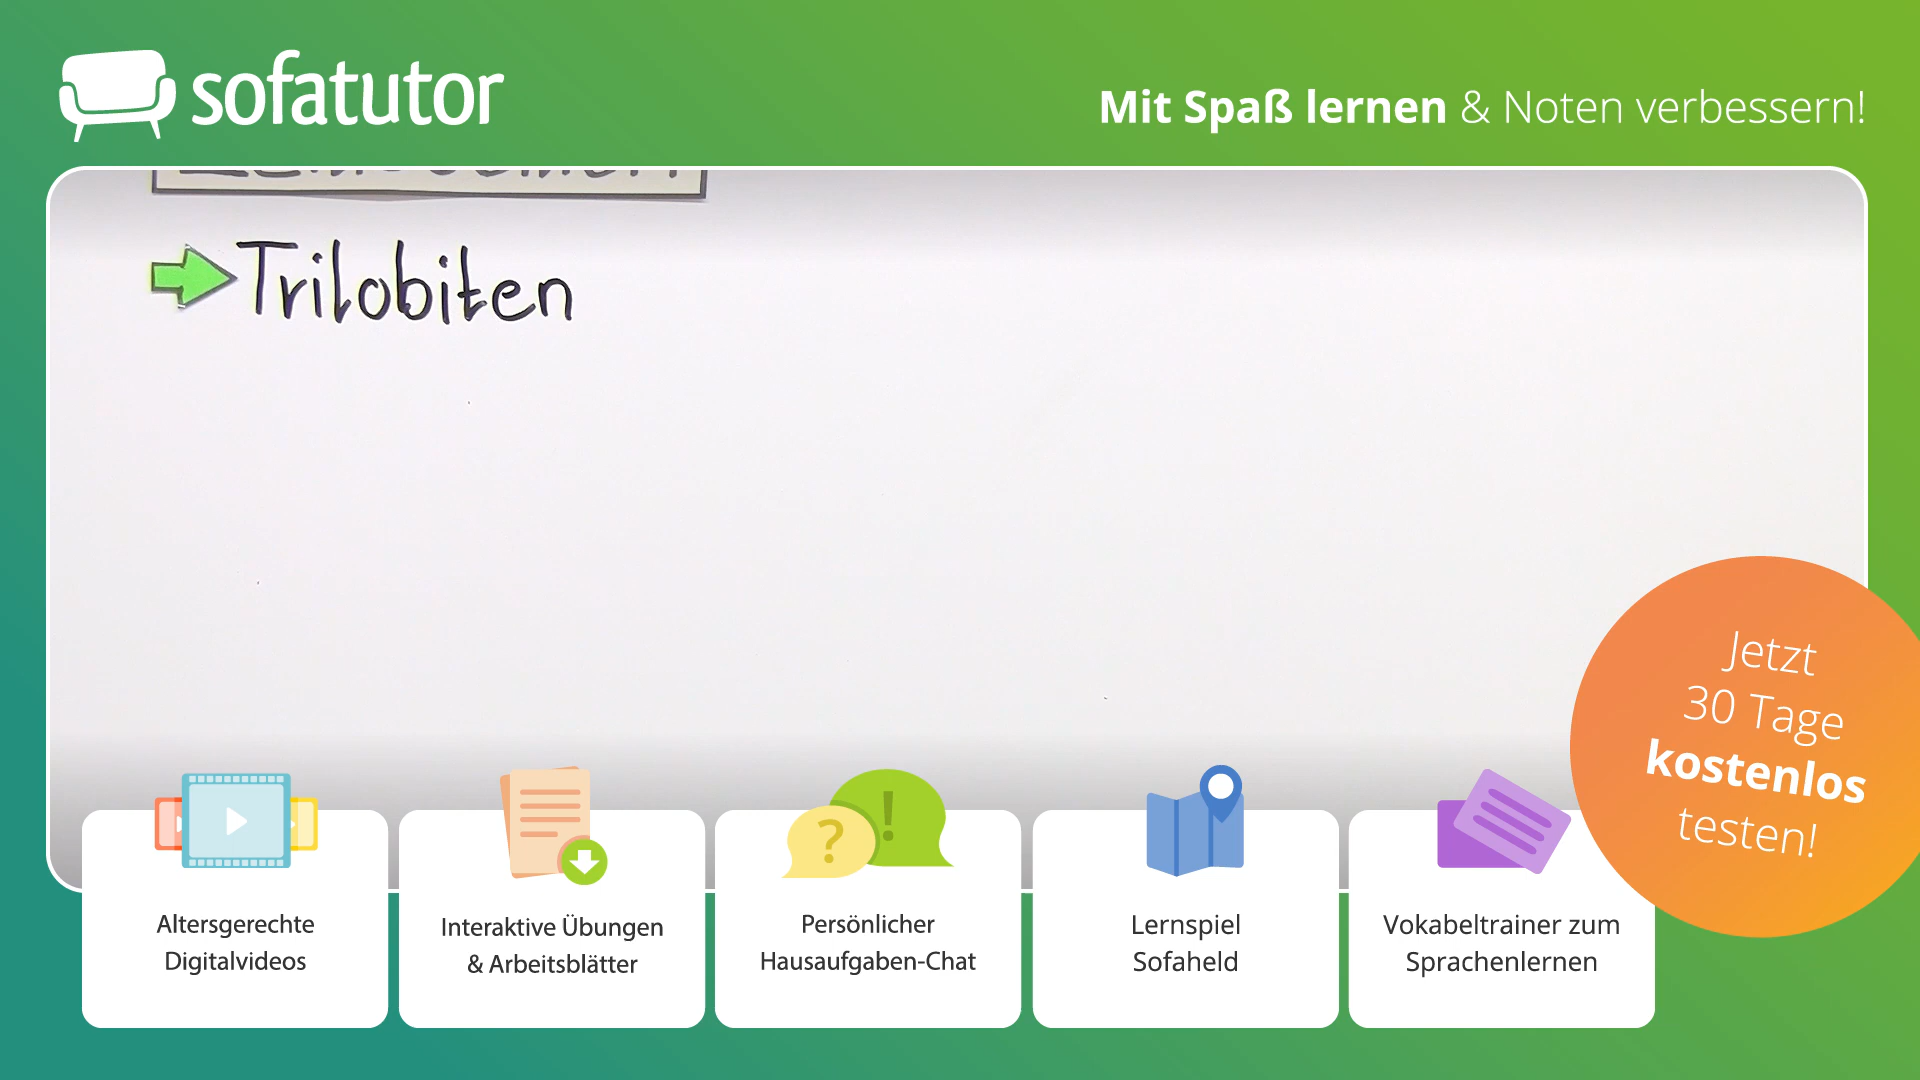 sofatutor
Mit Spaß lernen & Noten verbessern!
Trilobiten
Jetzt
30 Tage
kostenlos
testen!
Altersgerechte
Digitalvideos
Interaktive Übungen
& Arbeitsblätter
Persönlicher
Hausaufgaben-Chat
Lernspiel
Sofaheld
Vokabeltrainer zum
Sprachenlernen